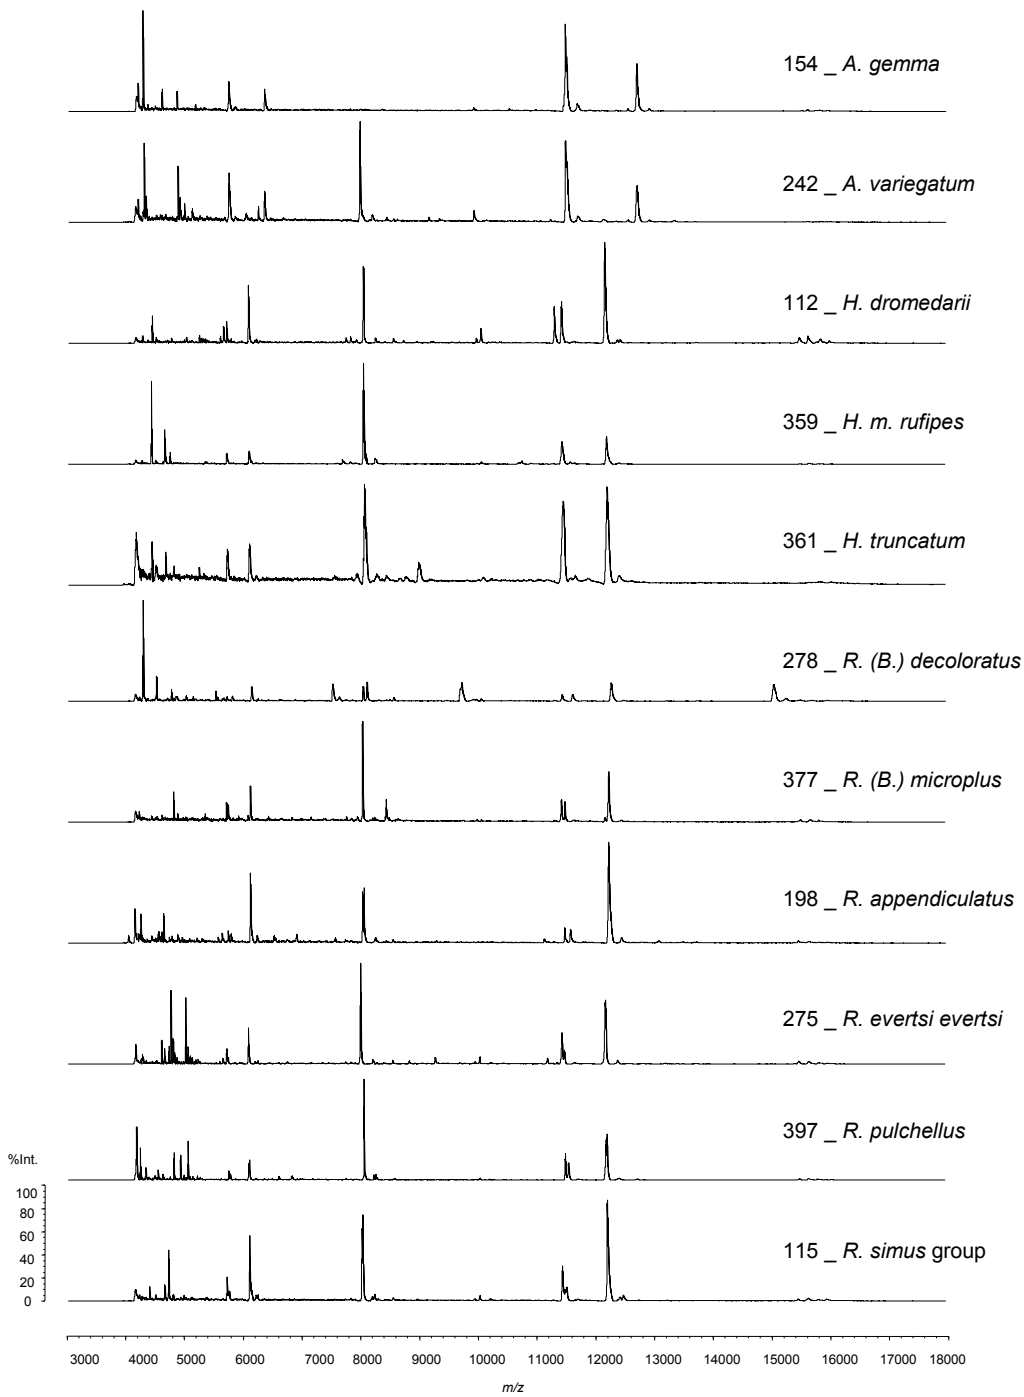 154 _ A. gemma
242 _ A. variegatum
112 _ H. dromedarii
359 _ H. m. rufipes
361 _ H. truncatum
278 _ R. (B.) decoloratus
377 _ R. (B.) microplus
198 _ R. appendiculatus
275 _ R. evertsi evertsi
397 _ R. pulchellus
%Int.
100
80
60
40
20
0
115 _ R. simus group
3000 4000 5000 6000 7000 8000 9000 10000 11000 12000 13000 14000 15000 16000 17000 18000
m/z